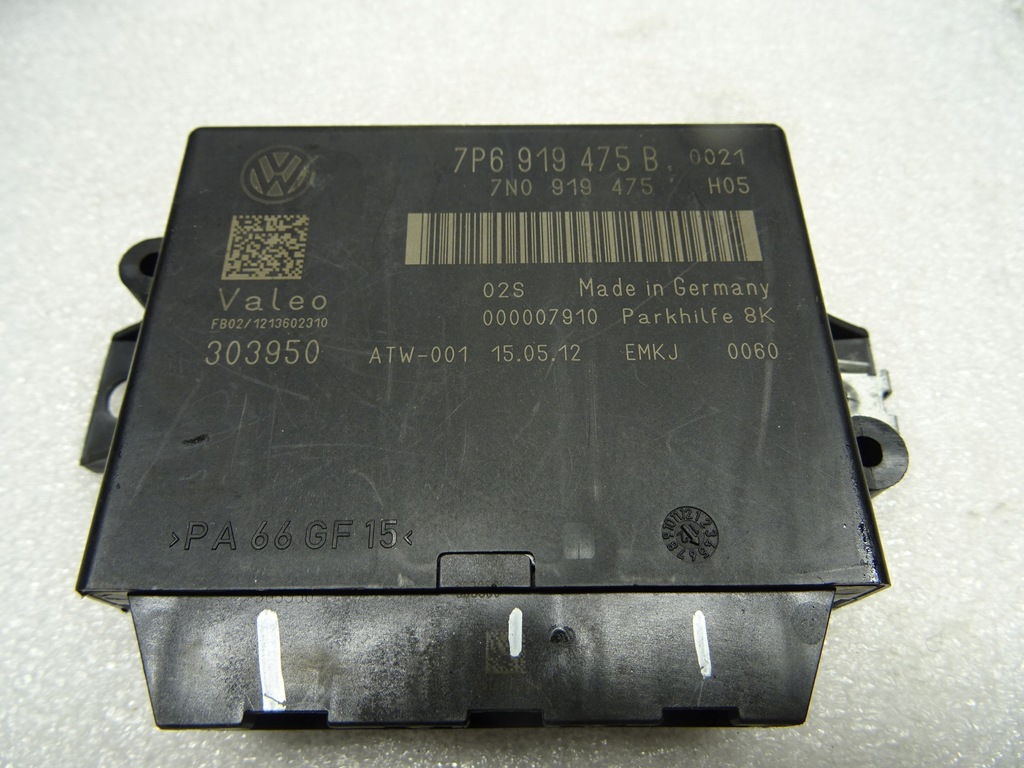 7P6 919 475 B 0021
7N0 919 475 H05
Valeo
FB02/1213602310
303950
02S Made in Germany
000007910 Parkhilfe 8K
ATW-001 15.05.12 EMKJ 0060
>PA 66 GF 15<